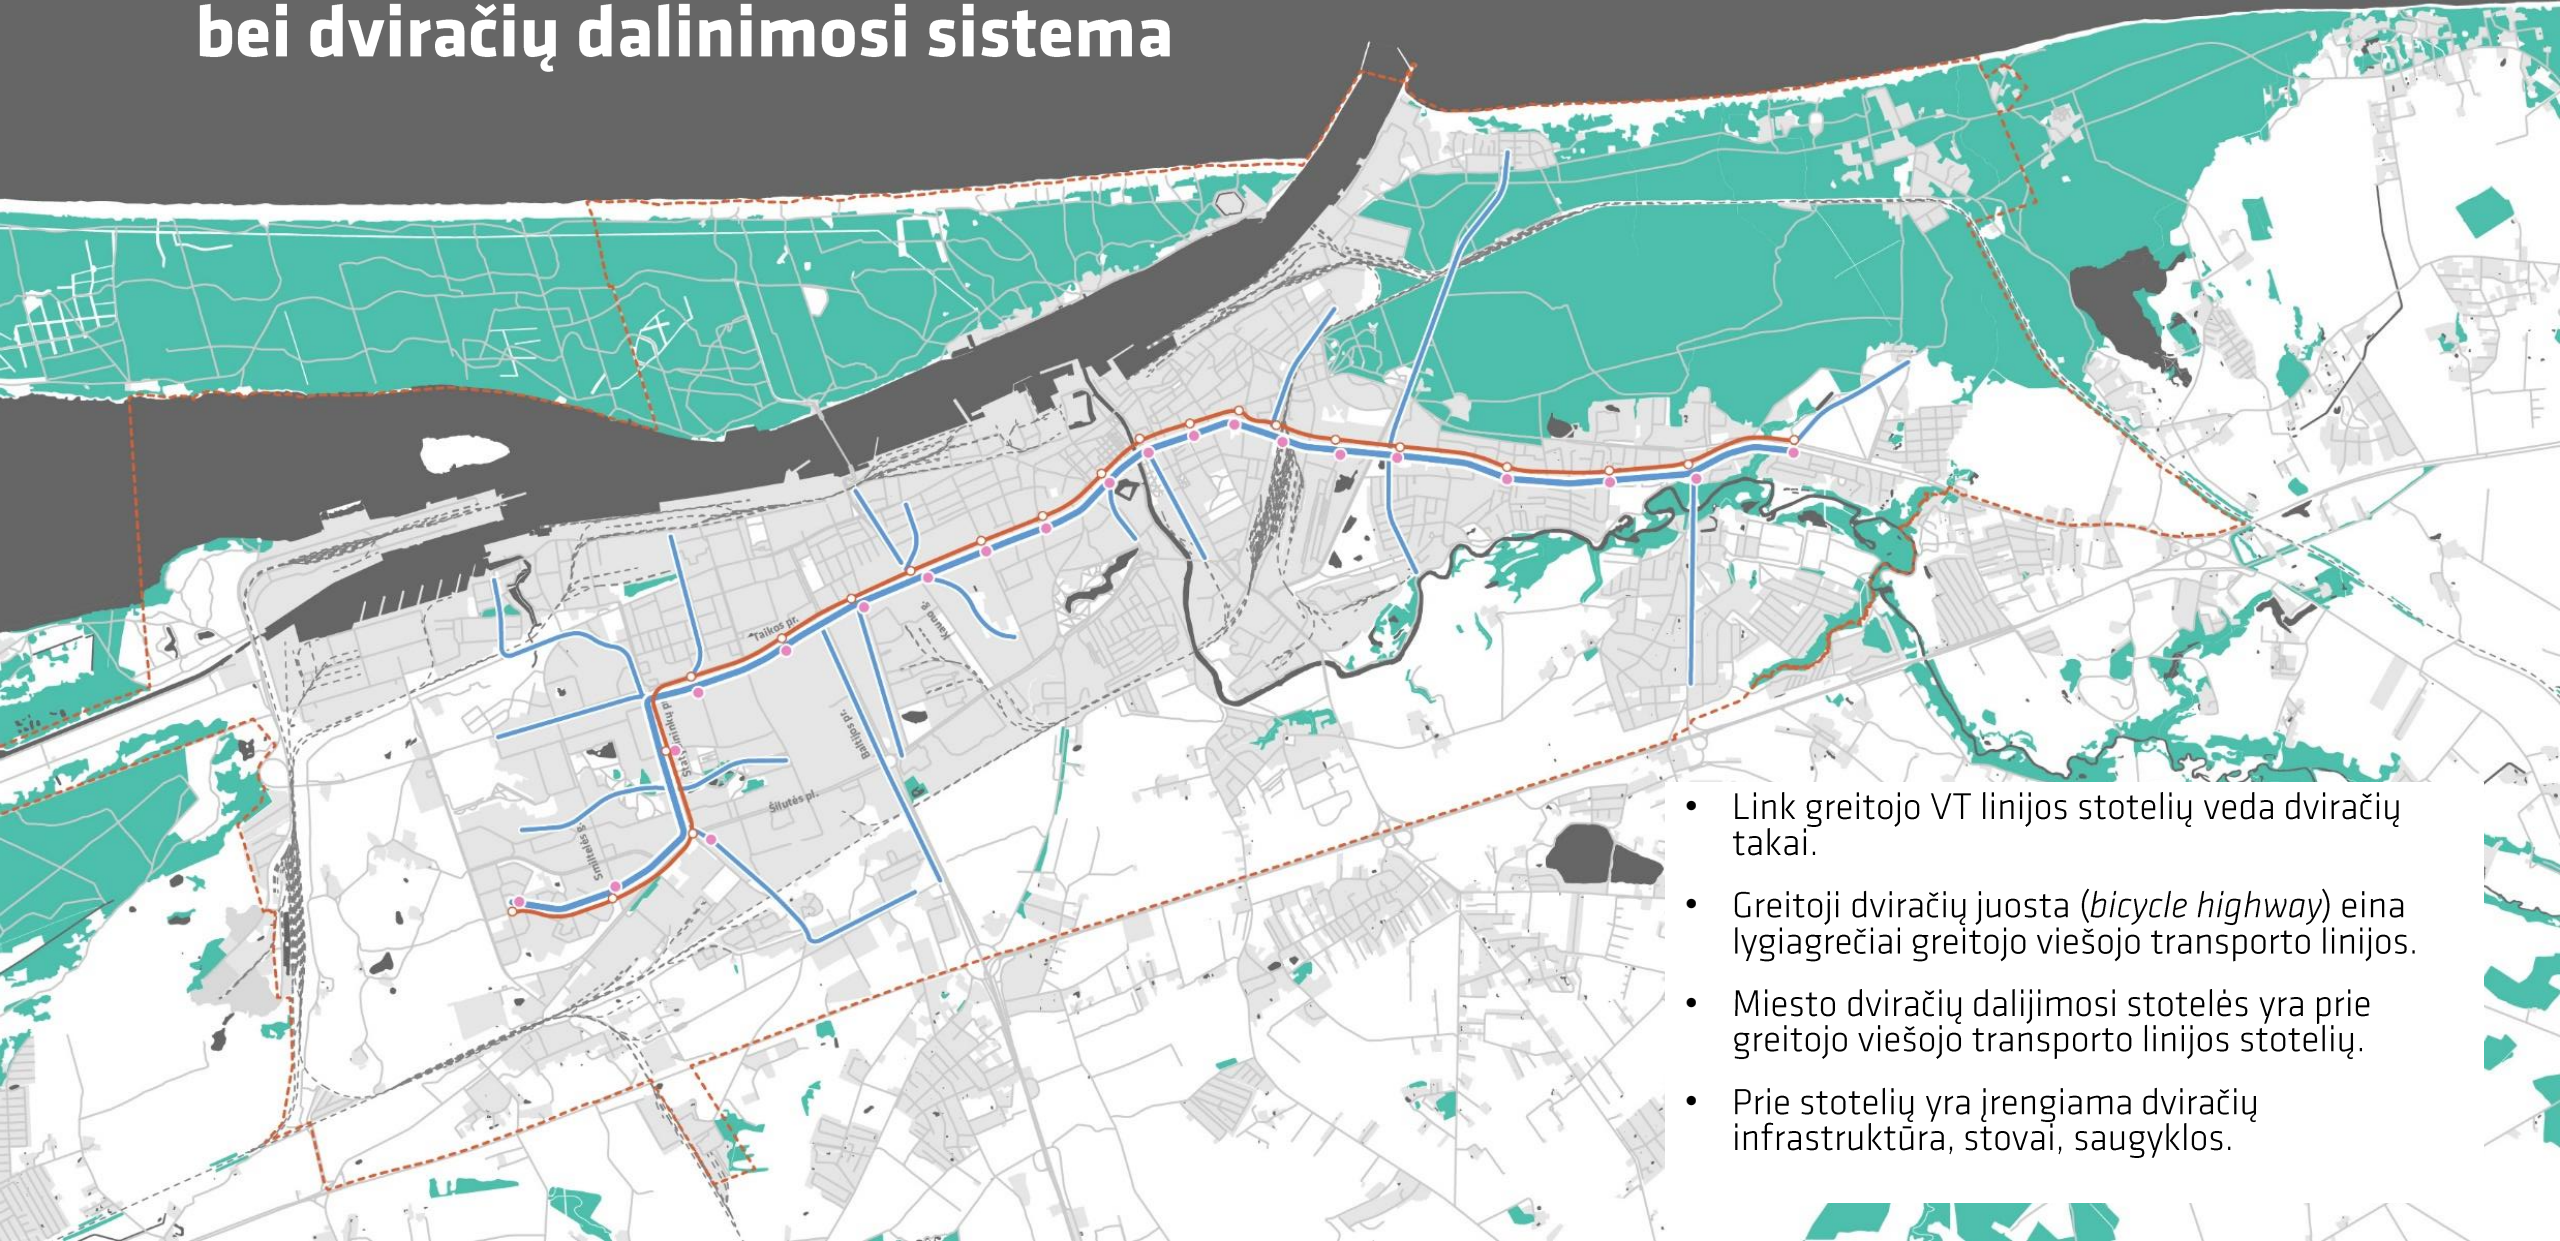 bei dviračių dalinimosi sistema
Taikos pr.
Kauno g.
Statybininkų p
Baltijos pr.
Šilutės pl.
Smiltelės g.
• Link greitojo VT linijos stotelių veda dviračių
takai.
• Greitoji dviračių juosta (bicycle highway) eina
lygiagrečiai greitojo viešojo transporto linijos.
• Miesto dviračių dalijimosi stotelės yra prie
greitojo viešojo transporto linijos stotelių.
• Prie stotelių yra įrengiama dviračių
infrastruktūra, stovai, saugyklos.